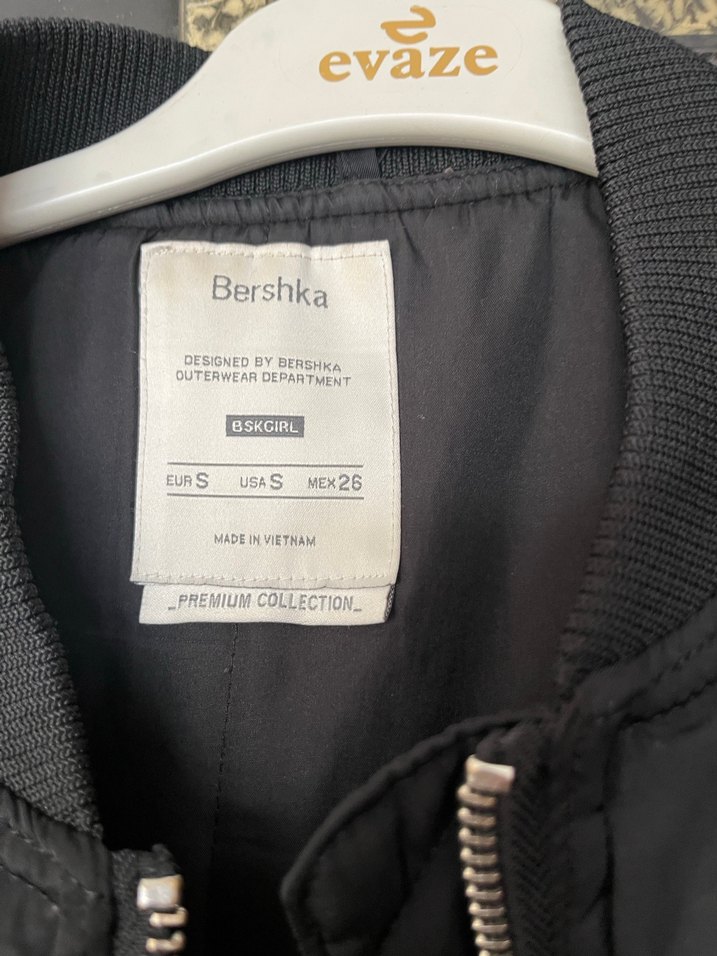 evaze
Bershka
DESIGNED BY BERSHKA
OUTERWEAR DEPARTMENT
BSKGIRL
EUR S USA S MEX 26
MADE IN VIETNAM
_PREMIUM COLLECTION_